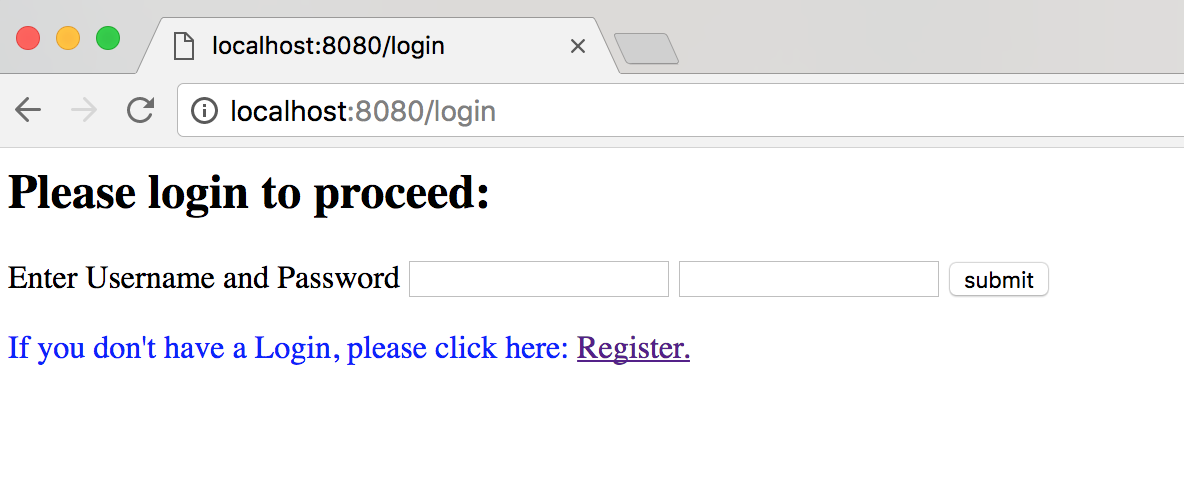 localhost:8080/login
localhost:8080/login
Please login to proceed:
Enter Username and Password submit
If you don't have a Login, please click here: Register.